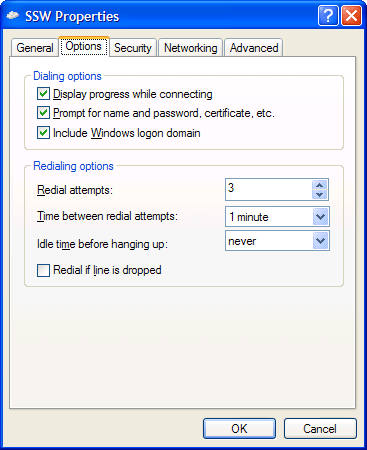 SSW Properties
General Options Security Networking Advanced
Dialing options
Display progress while connecting
Prompt for name and password, certificate, etc.
Include Windows logon domain
Redialing options
Redial attempts: 3
Time between redial attempts: 1 minute
Idle time before hanging up: never
Redial if line is dropped
OK Cancel